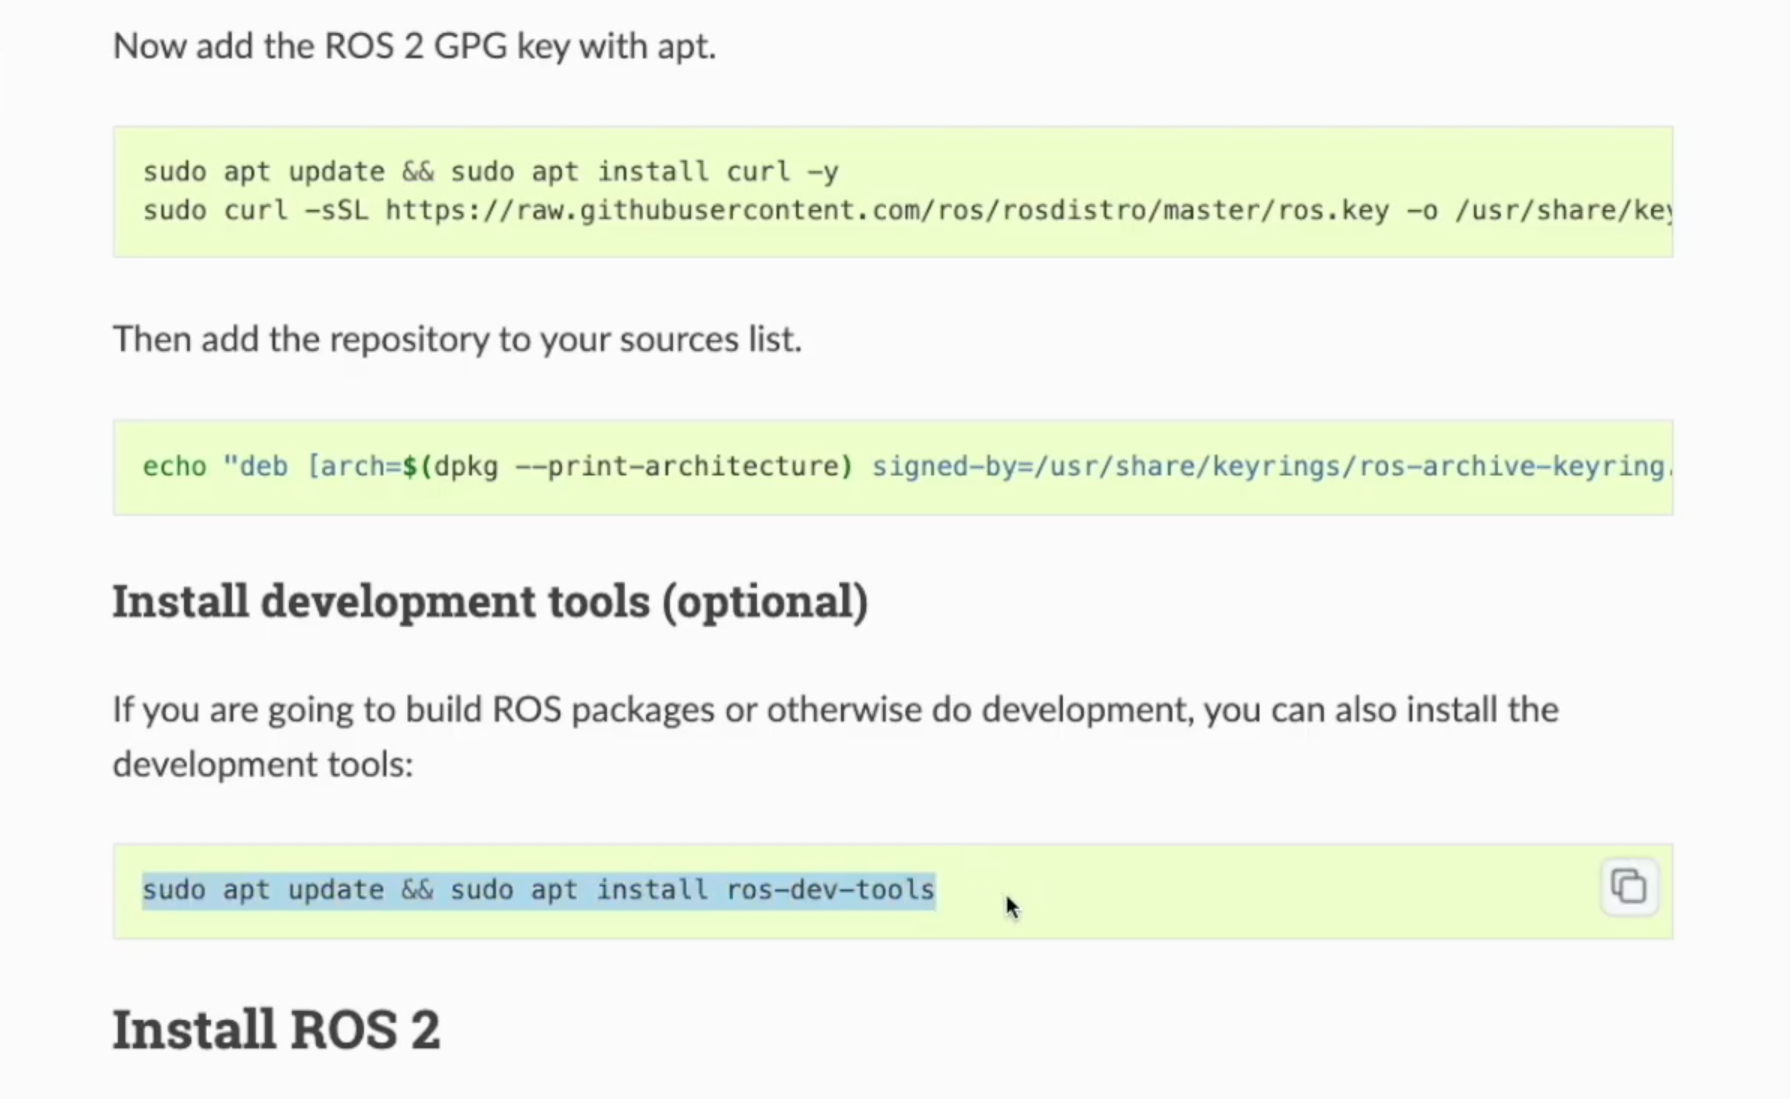 Now add the ROS 2 GPG key with apt.
sudo apt update && sudo apt install curl -y
sudo curl -sSL https://raw.githubusercontent.com/ros/rosdistro/master/ros.key -o /usr/share/key
Then add the repository to your sources list.
echo "deb [arch=$(dpkg --print-architecture) signed-by=/usr/share/keyrings/ros-archive-keyring.
Install development tools (optional)
If you are going to build ROS packages or otherwise do development, you can also install the
development tools:
sudo apt update && sudo apt install ros-dev-tools
Install ROS 2